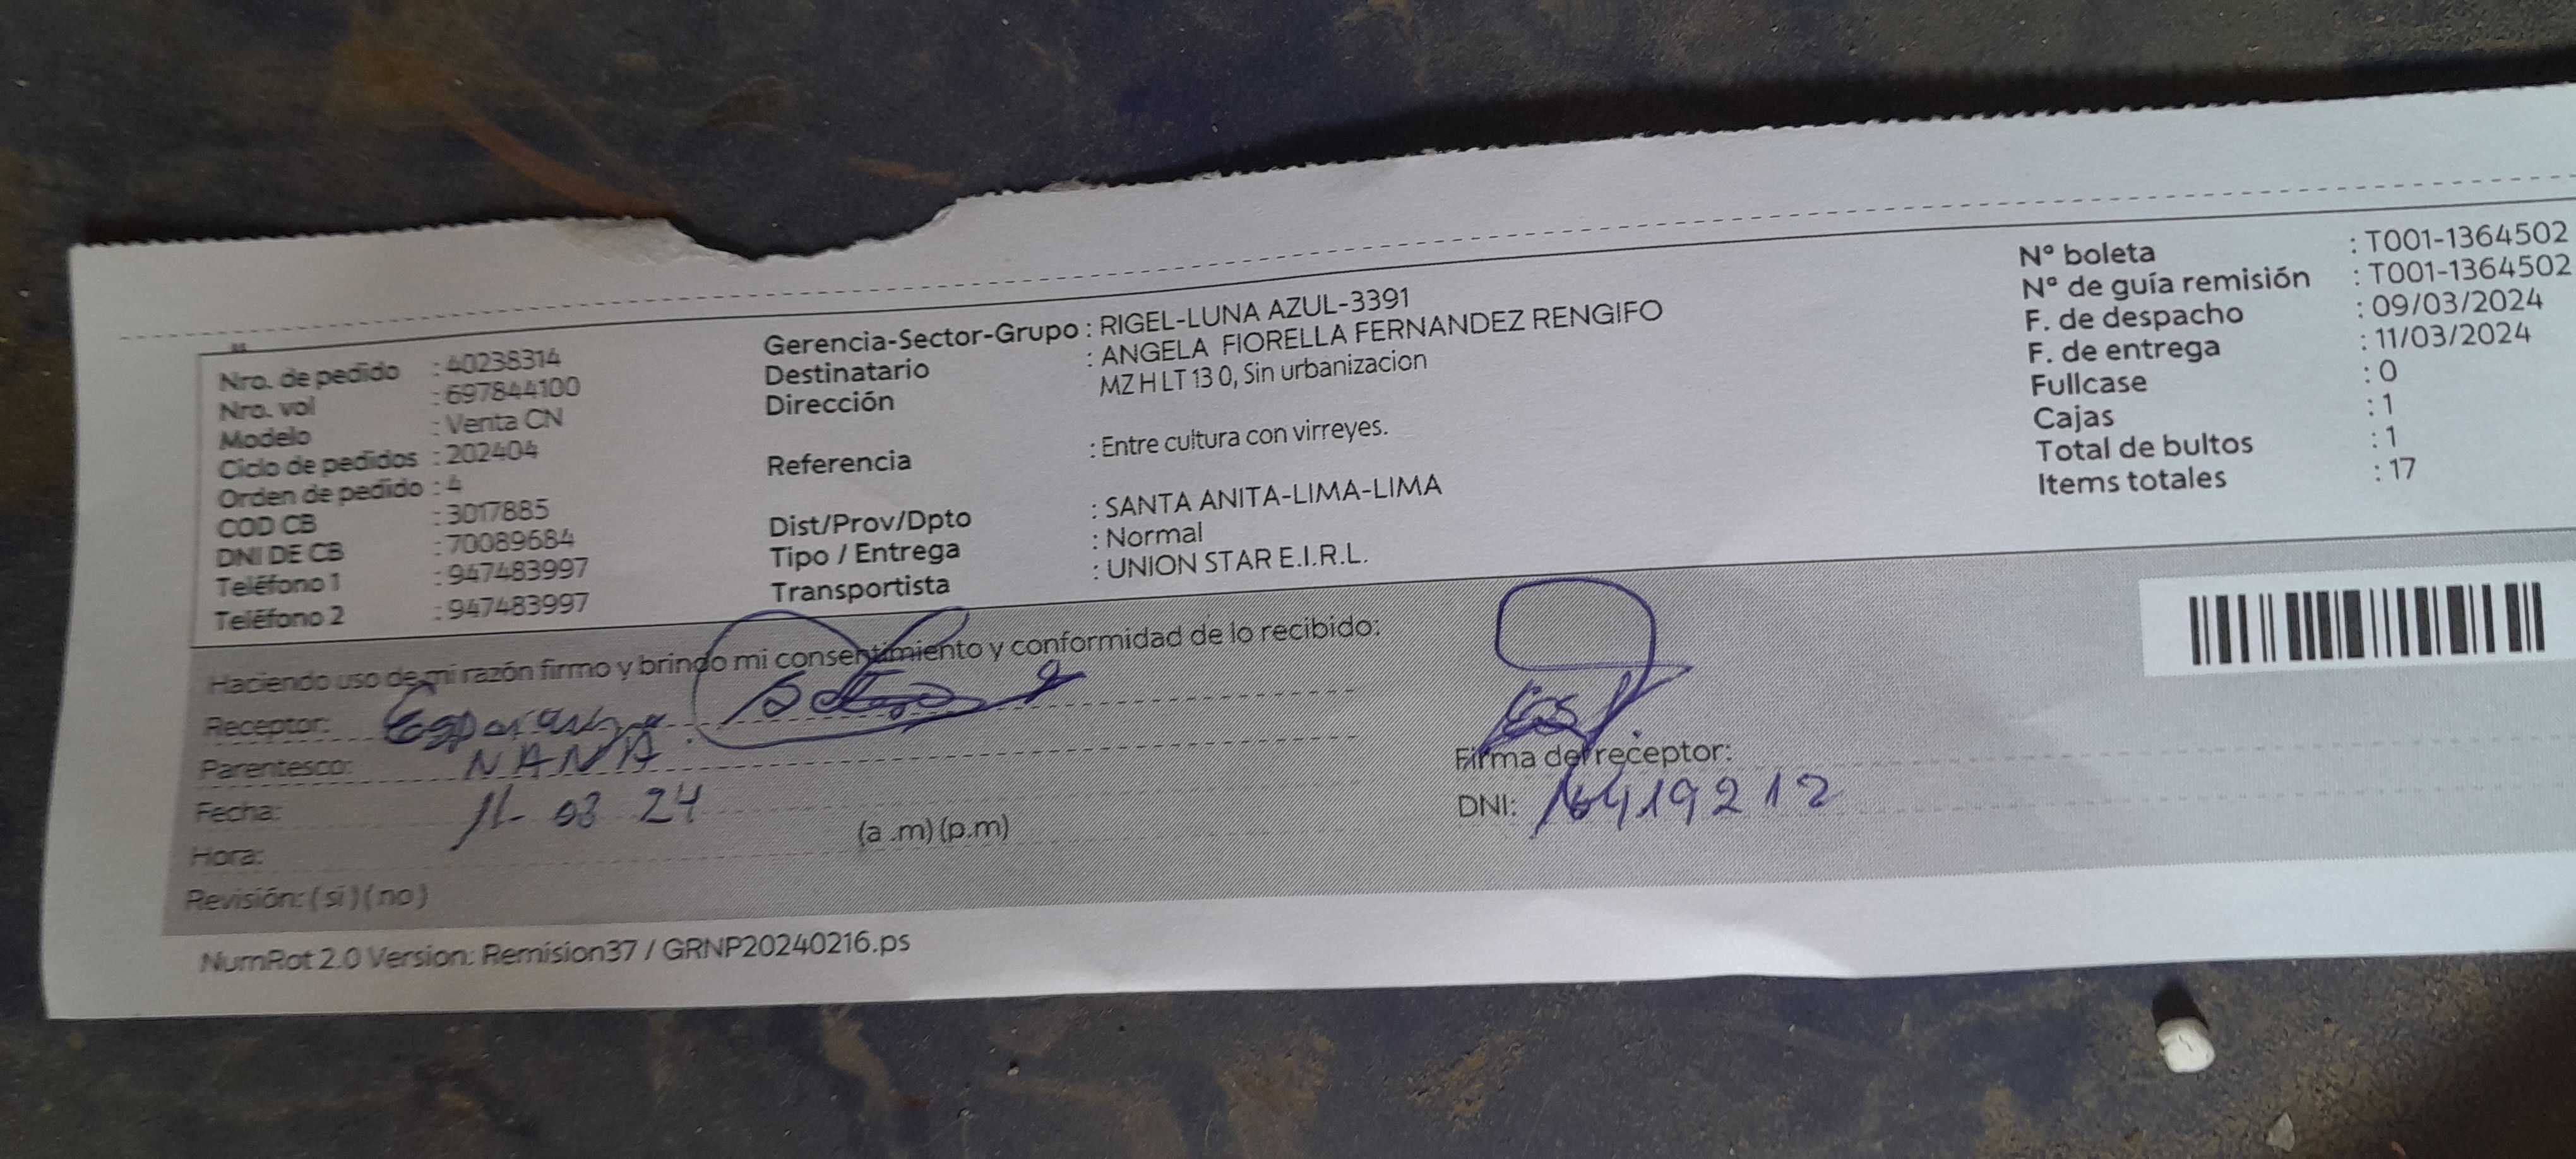 Nro. de pedido : 40238314
Nro. vol : 697844100
Modelo : Venta CN
Ciclo de pedidos : 202404
Orden de pedido : 4
COD CB : 3017885
DNI DE CB : 70089684
Teléfono 1 : 947483997
Teléfono 2 : 947483997
Gerencia-Sector-Grupo : RIGEL-LUNA AZUL-3391
Destinatario : ANGELA FIORELLA FERNANDEZ RENGIFO
Dirección MZ H LT 13 0, Sin urbanizacion
Referencia : Entre cultura con virreyes.
Dist/Prov/Dpto : SANTA ANITA-LIMA-LIMA
Tipo / Entrega : Normal
Transportista : UNION STAR E.I.R.L.
Nº boleta : T001-1364502
Nº de guía remisión : T001-1364502
F. de despacho : 09/03/2024
F. de entrega : 11/03/2024
Fullcase : 0
Cajas : 1
Total de bultos : 1
Items totales : 17
Haciendo uso de mi razón firmo y brindo mi consentimiento y conformidad de lo recibido:
Receptor: Esperanza
Parentesco: NANA
Fecha: 11-03 24
Hora: (a .m) (p.m)
Revisión: ( si ) ( no )
Firma del receptor:
DNI:
NumRot 2.0 Version: Remision37 / GRNP20240216.ps